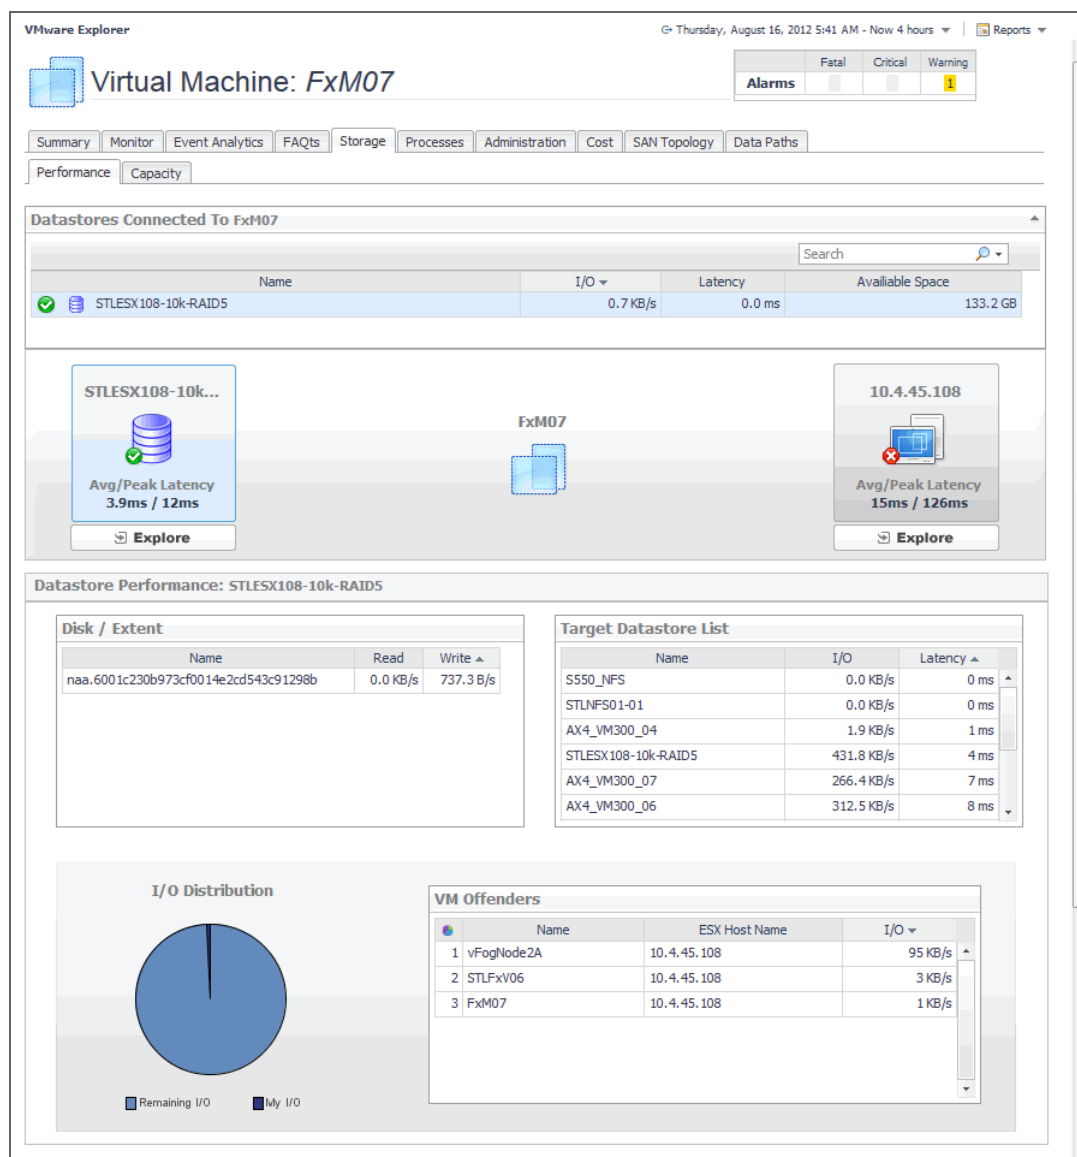 VMware Explorer
Thursday, August 16, 2012 5:41 AM - Now 4 hours
Reports
Virtual Machine: FxM07
Fatal Critical Warning
Alarms 1
Summary Monitor Event Analytics FAQts Storage Processes Administration Cost SAN Topology Data Paths
Performance Capacity
Datastores Connected To FxM07
Search
Name I/O Latency Availiable Space
STLESX108-10k-RAID5 0.7 KB/s 0.0 ms 133.2 GB
STLESX108-10k...
Avg/Peak Latency
3.9ms / 12ms
Explore
FxM07
10.4.45.108
Avg/Peak Latency
15ms / 126ms
Explore
Datastore Performance: STLESX108-10k-RAID5
Disk / Extent
Name Read Write
naa.6001c230b973cf0014e2cd543c91298b 0.0 KB/s 737.3 B/s
Target Datastore List
Name I/O Latency
S550_NFS 0.0 KB/s 0 ms
STLNFS01-01 0.0 KB/s 0 ms
AX4_VM300_04 1.9 KB/s 1 ms
STLESX108-10k-RAID5 431.8 KB/s 4 ms
AX4_VM300_07 266.4 KB/s 7 ms
AX4_VM300_06 312.5 KB/s 8 ms
I/O Distribution
Remaining I/O My I/O
VM Offenders
Name ESX Host Name I/O
1 vFogNode2A 10.4.45.108 95 KB/s
2 STLFxV06 10.4.45.108 3 KB/s
3 FxM07 10.4.45.108 1 KB/s